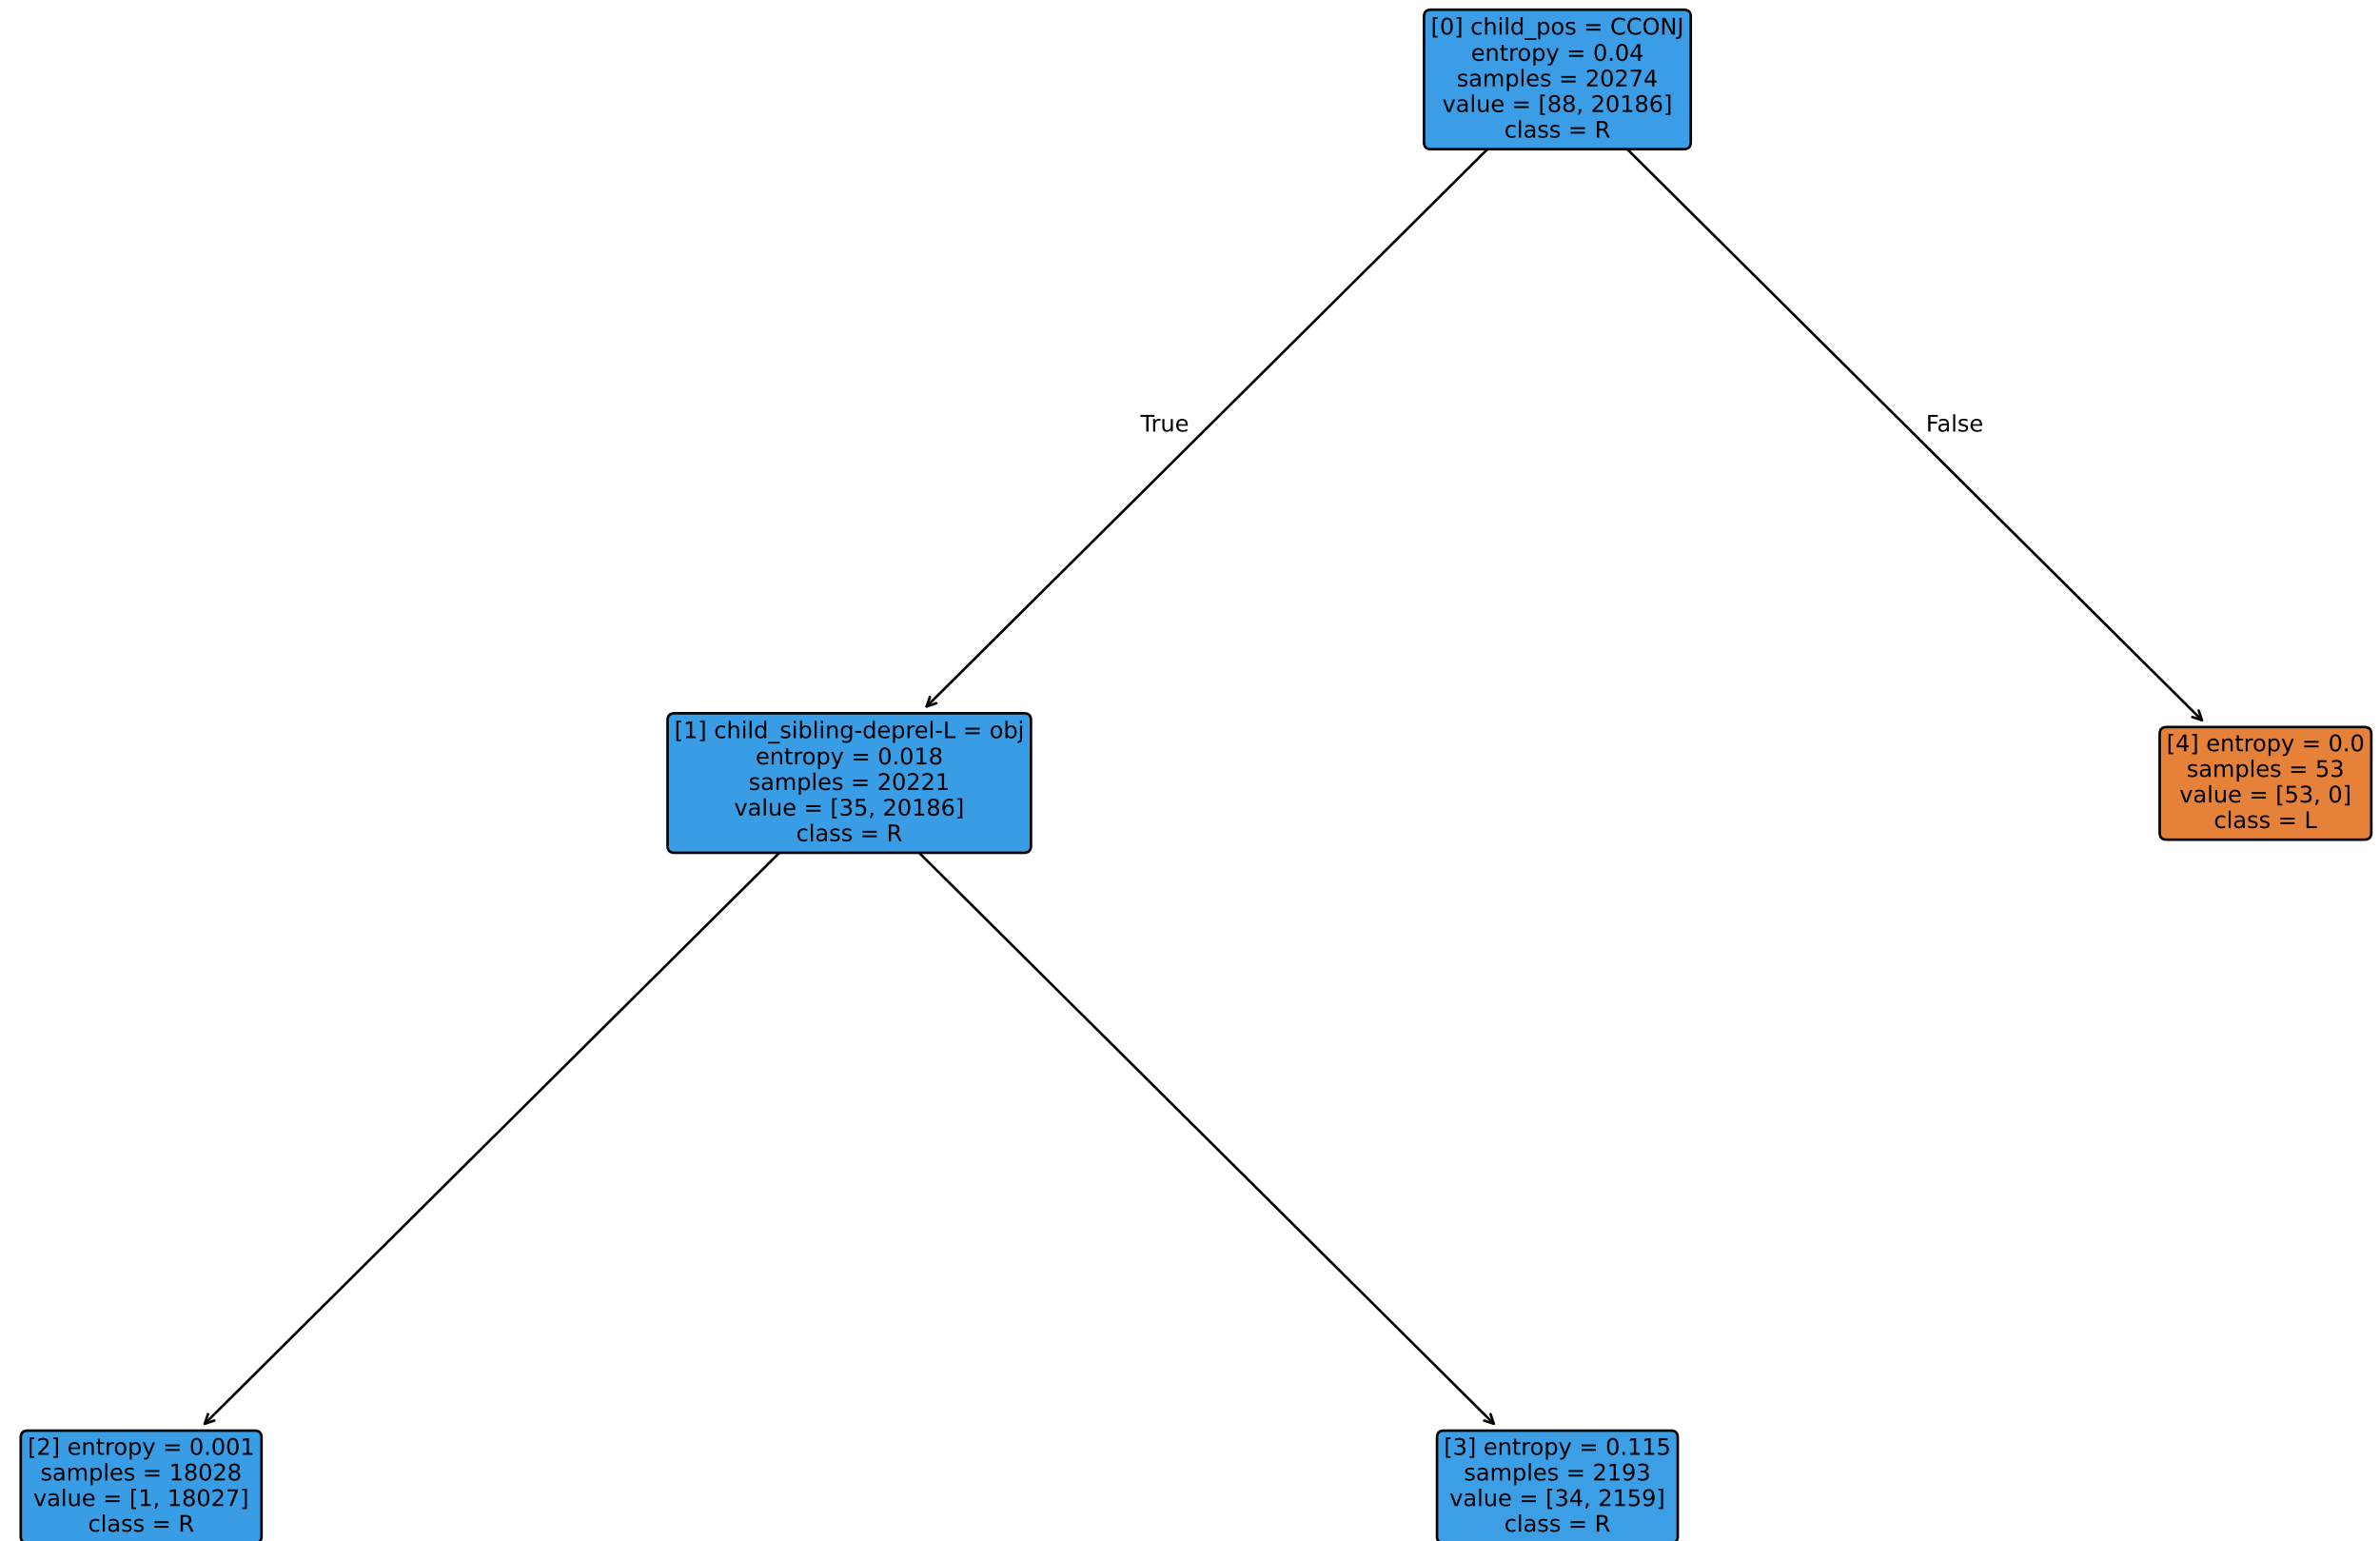 [0] child_pos = CCONJ
entropy = 0.04
samples = 20274
value = [88, 20186]
class = R
True
False
[1] child_sibling-deprel-L = obj
entropy = 0.018
samples = 20221
value = [35, 20186]
class = R
[4] entropy = 0.0
samples = 53
value = [53, 0]
class = L
[2] entropy = 0.001
samples = 18028
value = [1, 18027]
class = R
[3] entropy = 0.115
samples = 2193
value = [34, 2159]
class = R